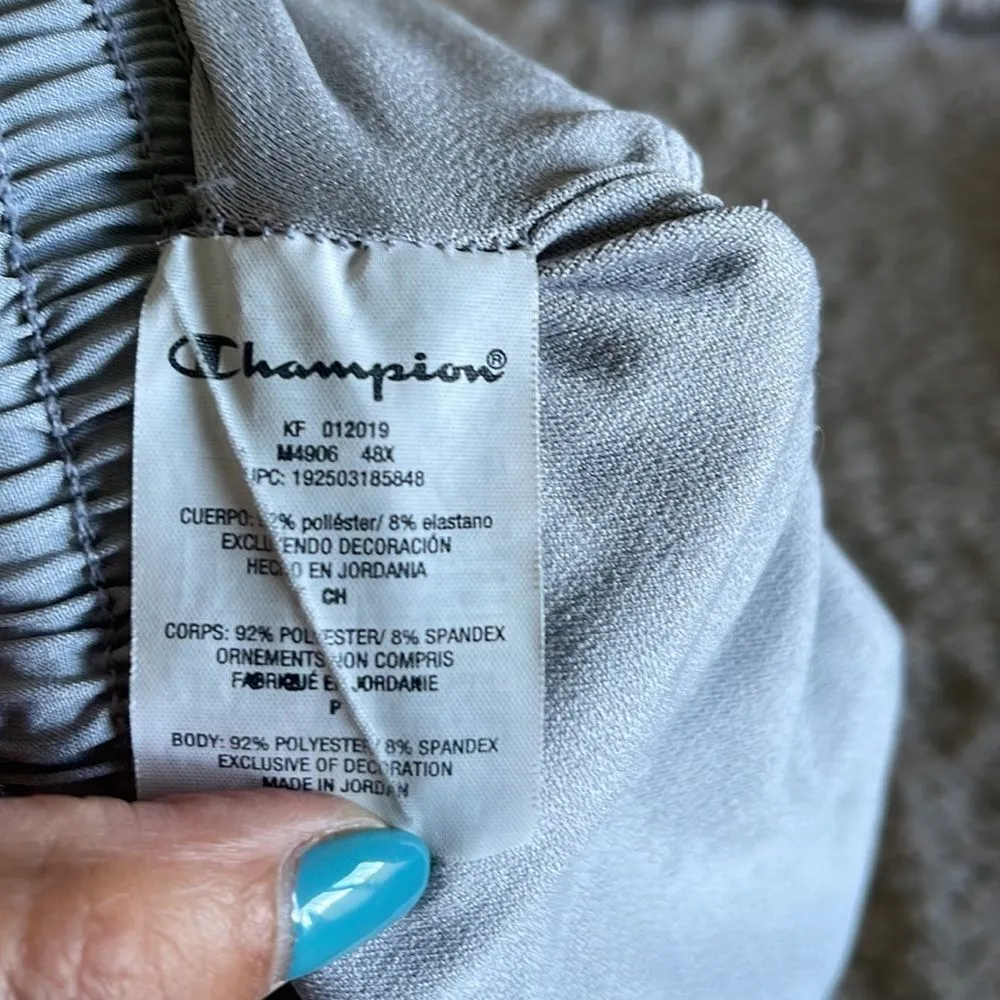 Champion®
KF 012019
M4906 48X
UPC: 192503185848
CUERPO: 92% poliéster/ 8% elastano
EXCLUYENDO DECORACIÓN
HECHO EN JORDANIA
CH
CORPS: 92% POLYESTER/ 8% SPANDEX
ORNEMENTS NON COMPRIS
FABRIQUÉ EN JORDANIE
P
BODY: 92% POLYESTER/ 8% SPANDEX
EXCLUSIVE OF DECORATION
MADE IN JORDAN